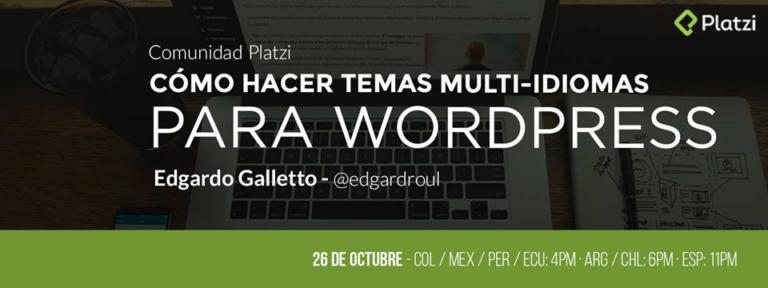 Platzi
Comunidad Platzi
CÓMO HACER TEMAS MULTI-IDIOMAS
PARA WORDPRESS
Edgardo Galletto - @edgardroul
26 DE OCTUBRE - COL / MEX / PER / ECU: 4PM · ARG / CHL: 6PM · ESP: 11PM